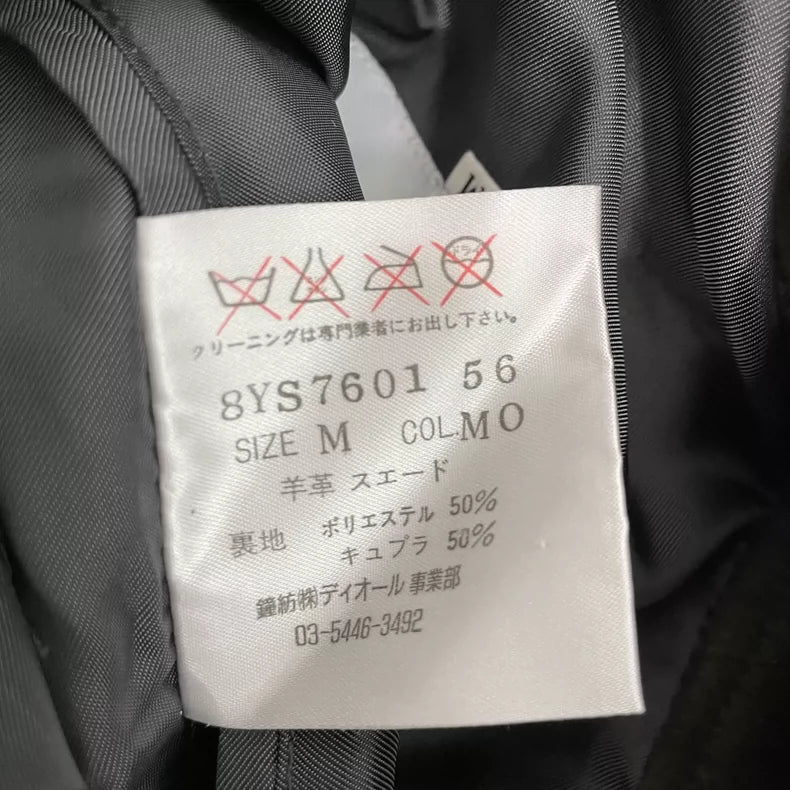 ドライ
クリーニングは専門業者にお出し下さい。
8YS7601 56
SIZE M COL.MO
羊革 スエード
裏地 ポリエステル 50%
キュプラ 50%
鐘紡㈱ディオール事業部
03-5446-3492